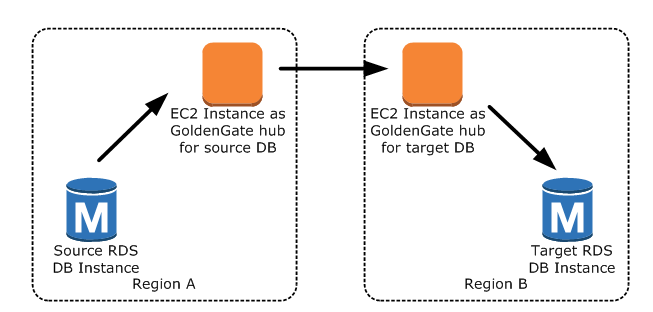 EC2 Instance as
GoldenGate hub
for source DB
EC2 Instance as
GoldenGate hub
for target DB
M
Source RDS
DB Instance
Region A
M
Target RDS
DB Instance
Region B